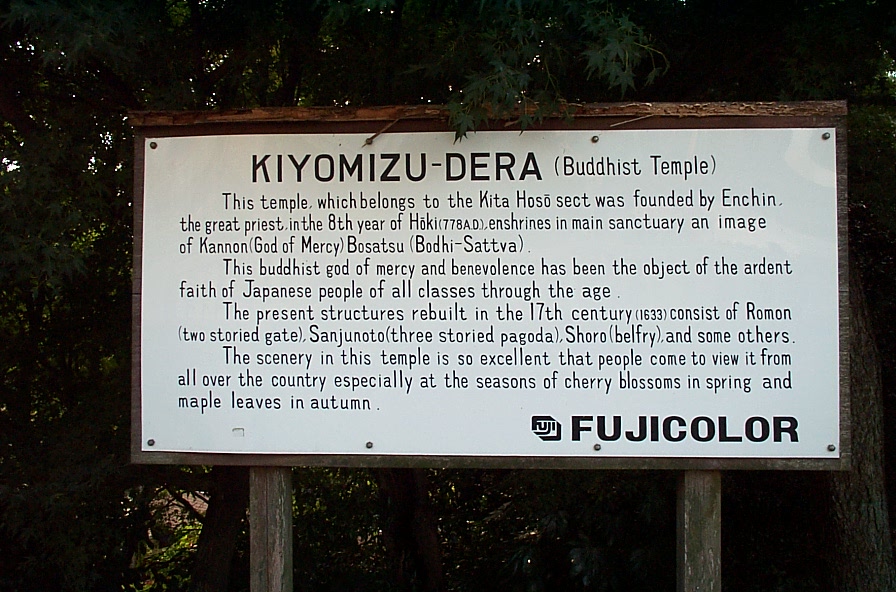 KIYOMIZU-DERA (Buddhist Temple)
This temple, which belongs to the Kita Hosō sect was founded by Enchin,
the great priest, in the 8th year of Hōki(778A.D.), enshrines in main sanctuary an image
of Kannon(God of Mercy) Bosatsu (Bodhi-Sattva).
This buddhist god of mercy and benevolence has been the object of the ardent
faith of Japanese people of all classes through the age.
The present structures rebuilt in the 17th century (1633) consist of Romon
(two storied gate), Sanjunoto(three storied pagoda), Shoro (belfry), and some others.
The scenery in this temple is so excellent that people come to view it from
all over the country especially at the seasons of cherry blossoms in spring and
maple leaves in autumn.
FUJI FUJICOLOR